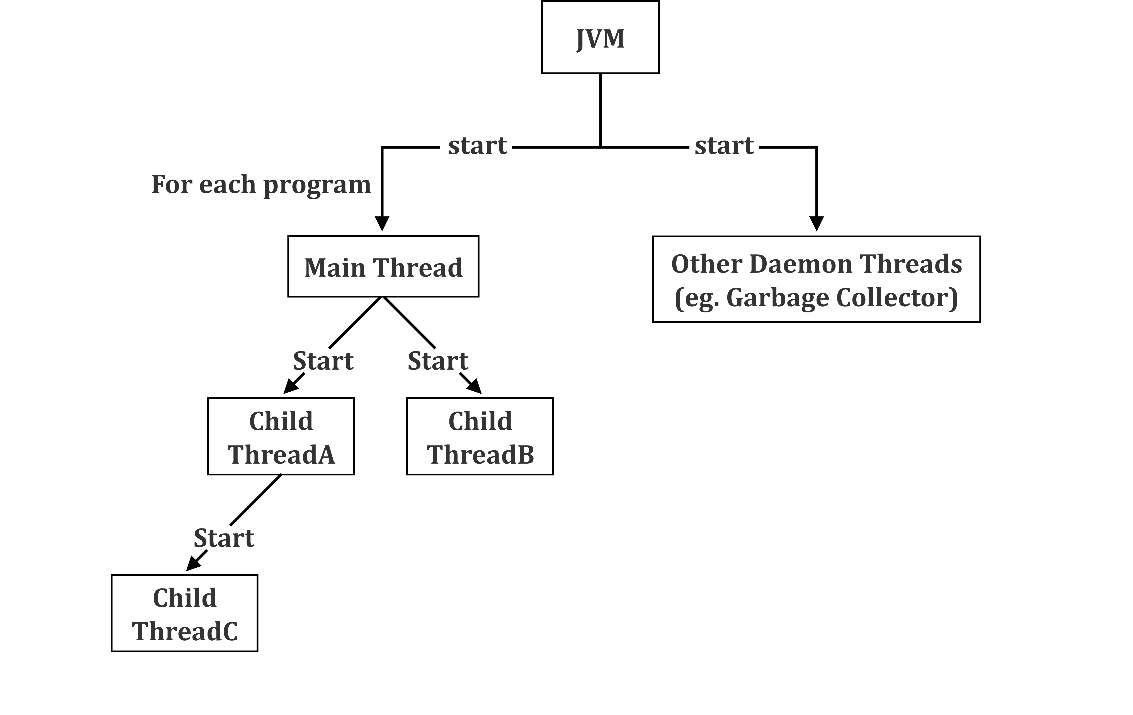 JVM
start
start
For each program
Main Thread
Other Daemon Threads
(eg. Garbage Collector)
Start
Start
Child
ThreadA
Child
ThreadB
Start
Child
ThreadC